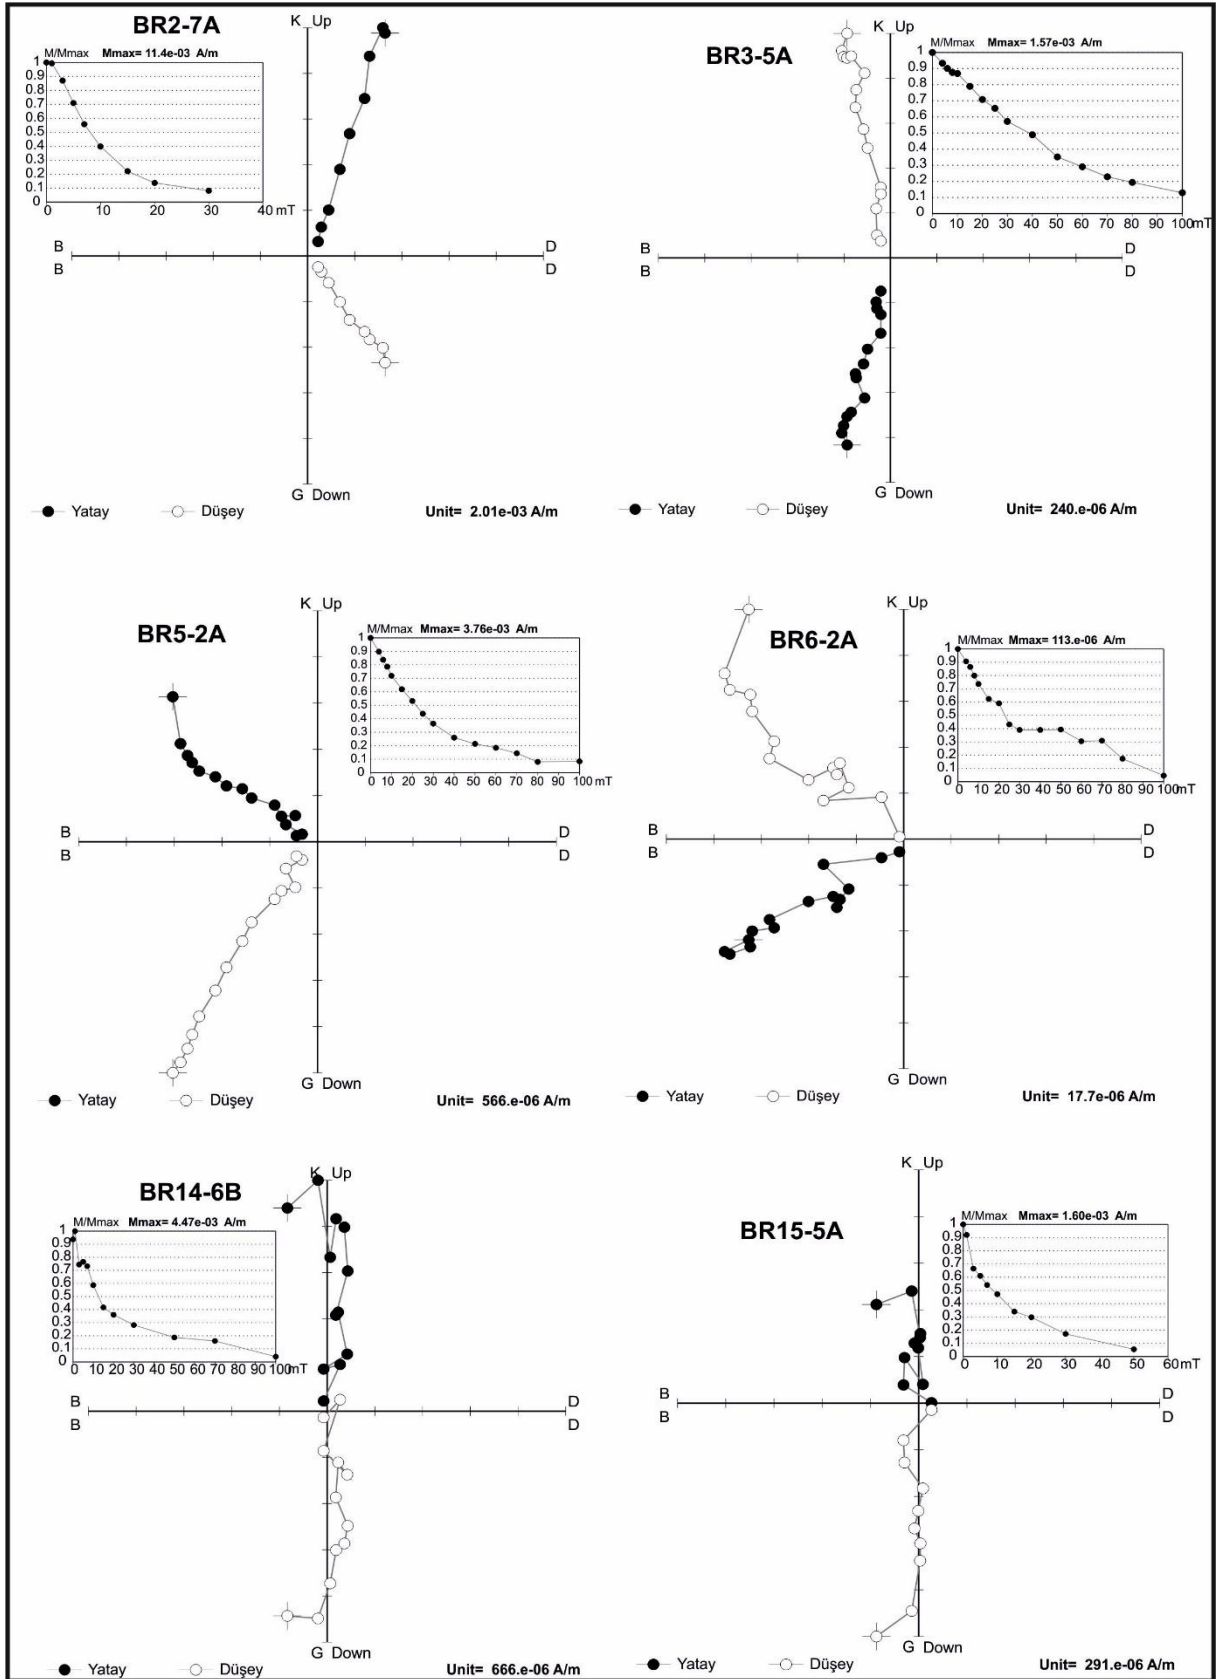 BR2-7A
M/Mmax Mmax= 11.4e-03 A/m
1
0.9
0.8
0.7
0.6
0.5
0.4
0.3
0.2
0.1
0 10 20 30 40 mT
K Up
B D
B D
G Down
Yatay Düşey Unit= 2.01e-03 A/m
BR3-5A
M/Mmax Mmax= 1.57e-03 A/m
1
0.9
0.8
0.7
0.6
0.5
0.4
0.3
0.2
0.1
0
0 10 20 30 40 50 60 70 80 90 100 mT
K Up
B D
B D
G Down
Yatay Düşey Unit= 240.e-06 A/m
BR5-2A
M/Mmax Mmax= 3.76e-03 A/m
1
0.9
0.8
0.7
0.6
0.5
0.4
0.3
0.2
0.1
0
0 10 20 30 40 50 60 70 80 90 100 mT
K Up
B D
B D
G Down
Yatay Düşey Unit= 566.e-06 A/m
BR6-2A
M/Mmax Mmax= 113.e-06 A/m
1
0.9
0.8
0.7
0.6
0.5
0.4
0.3
0.2
0.1
0
0 10 20 30 40 50 60 70 80 90 100 mT
K Up
B D
B D
G Down
Yatay Düşey Unit= 17.7e-06 A/m
BR14-6B
M/Mmax Mmax= 4.47e-03 A/m
1
0.9
0.8
0.7
0.6
0.5
0.4
0.3
0.2
0.1
0
0 10 20 30 40 50 60 70 80 90 100 mT
K Up
B D
B D
G Down
Yatay Düşey Unit= 666.e-06 A/m
BR15-5A
M/Mmax Mmax= 1.60e-03 A/m
1
0.9
0.8
0.7
0.6
0.5
0.4
0.3
0.2
0.1
0
0 10 20 30 40 50 60 mT
K Up
B D
B D
G Down
Yatay Düşey Unit= 291.e-06 A/m